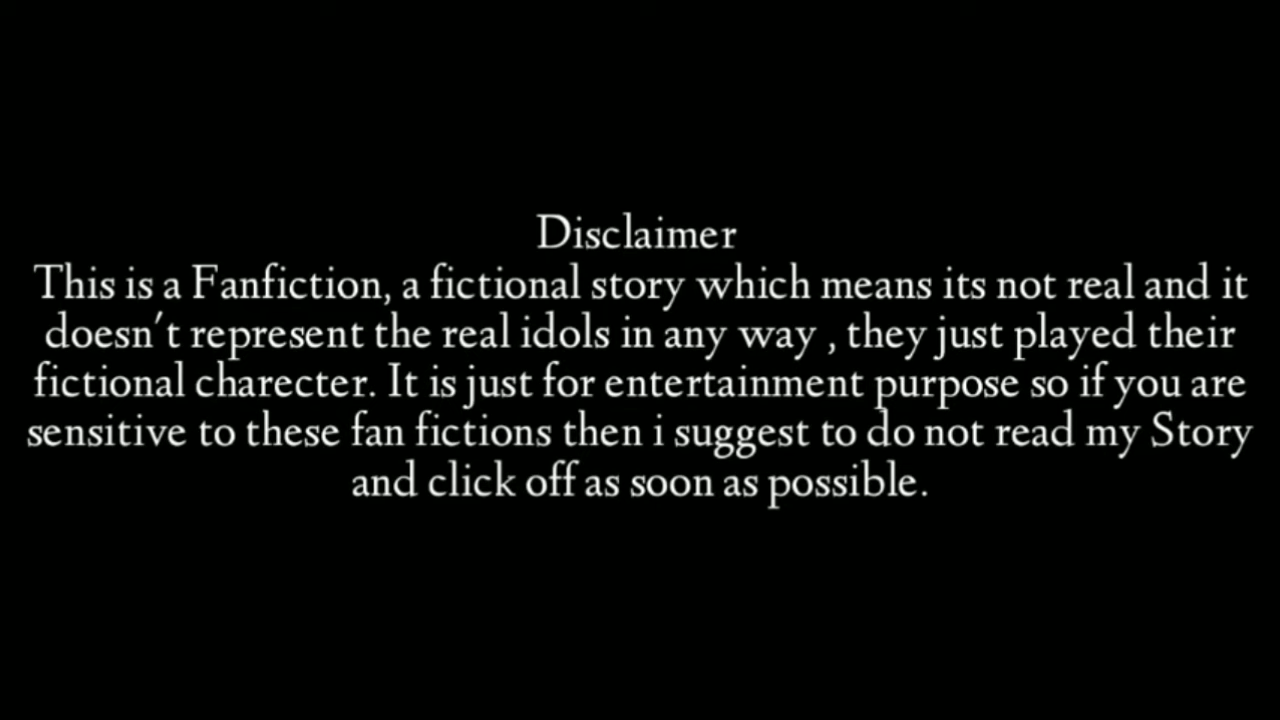 Disclaimer
This is a Fanfiction, a fictional story which means its not real and it
doesn't represent the real idols in any way , they just played their
fictional charecter. It is just for entertainment purpose so if you are
sensitive to these fan fictions then i suggest to do not read my Story
and click off as soon as possible.